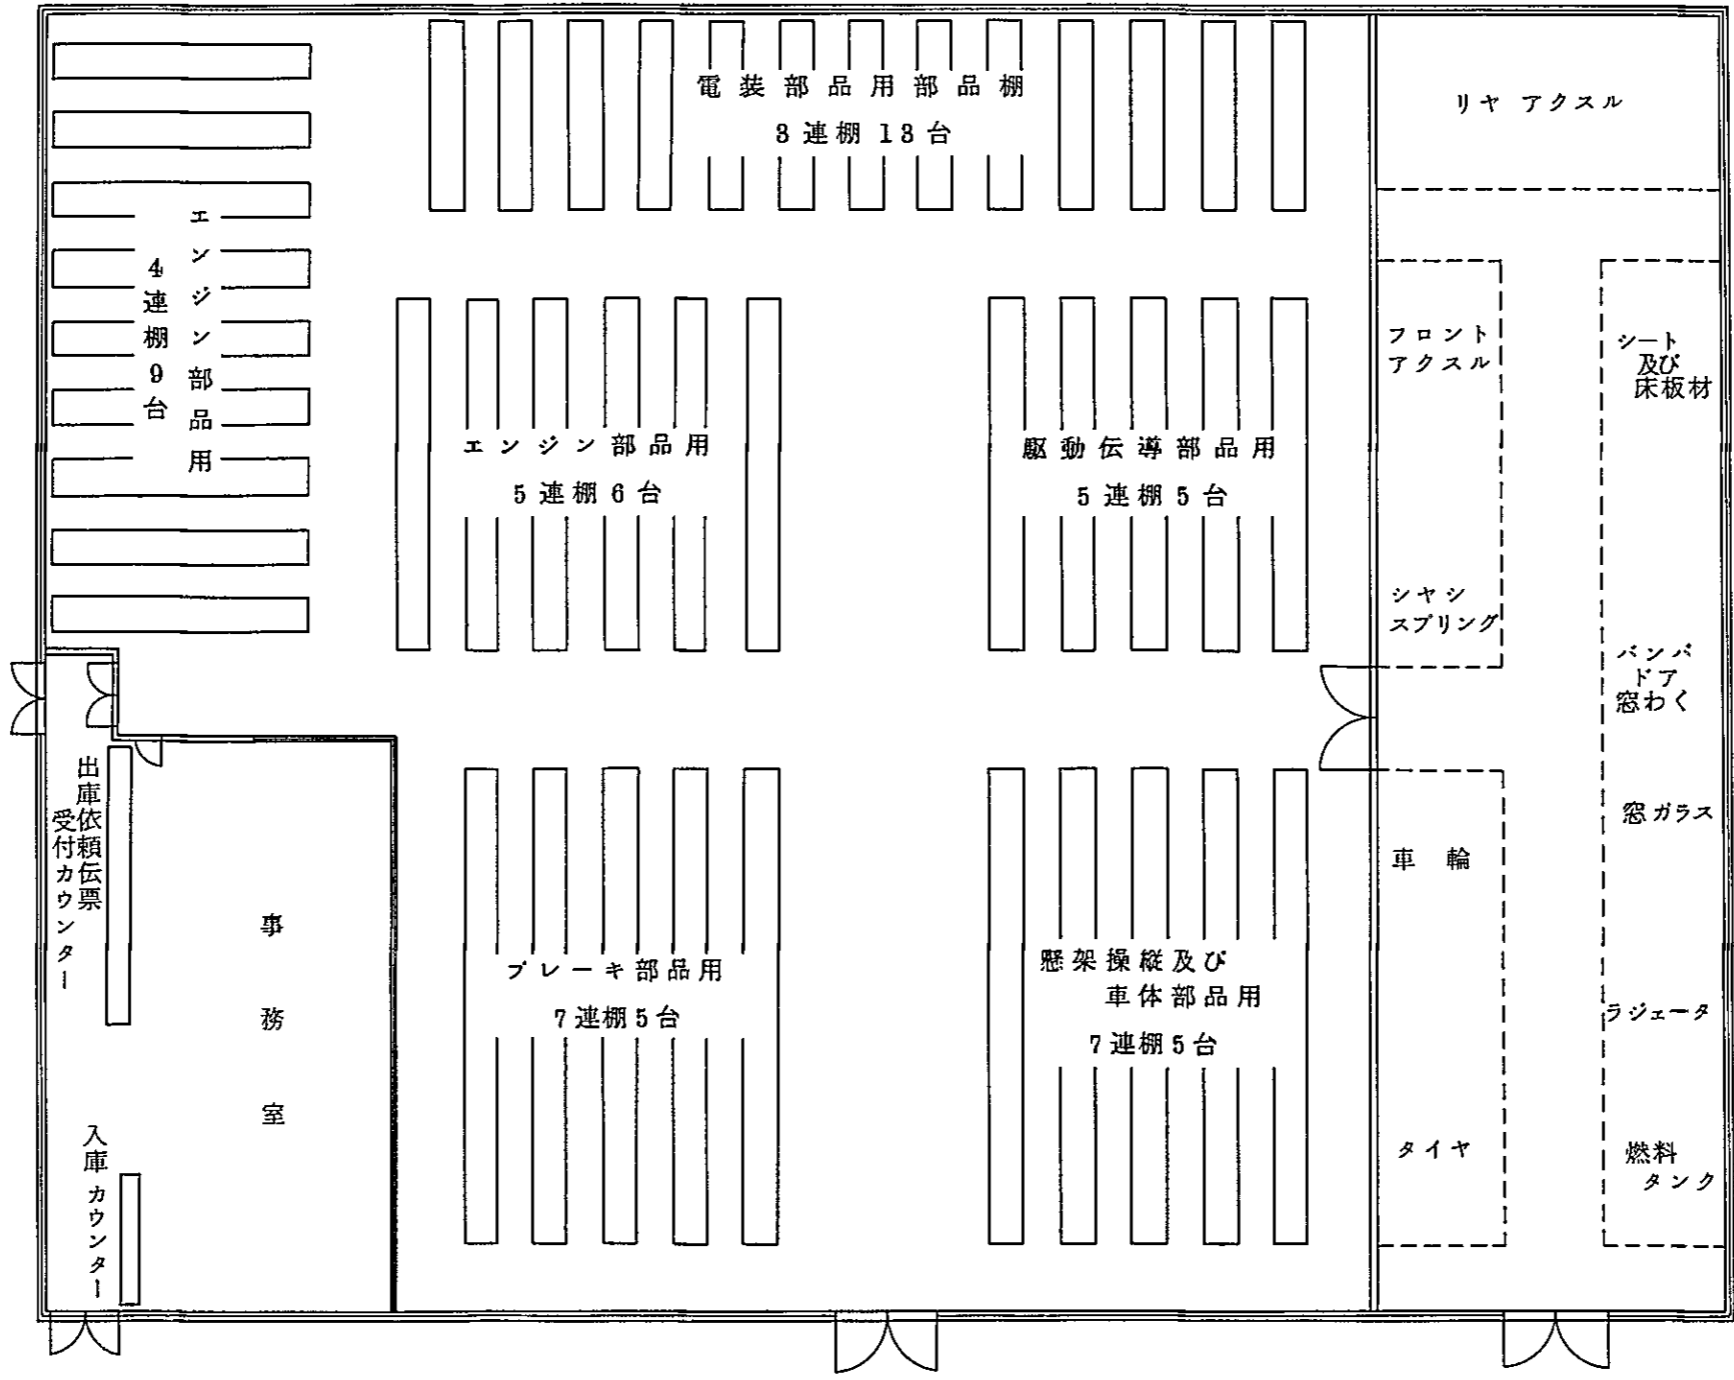 電装部品用部品棚
3連棚13台
リヤ アクスル
エンジン部品用
4連棚9台
フロント
アクスル
シート
及び
床板材
エンジン部品用
5連棚6台
駆動伝導部品用
5連棚5台
シヤシ
スプリング
バンパ
ドア
窓わく
出庫依頼伝票
受付カウンター
事務室
窓ガラス
車輪
ブレーキ部品用
7連棚5台
懸架操縦及び
車体部品用
7連棚5台
ラジェータ
入庫カウンター
タイヤ
燃料
タンク